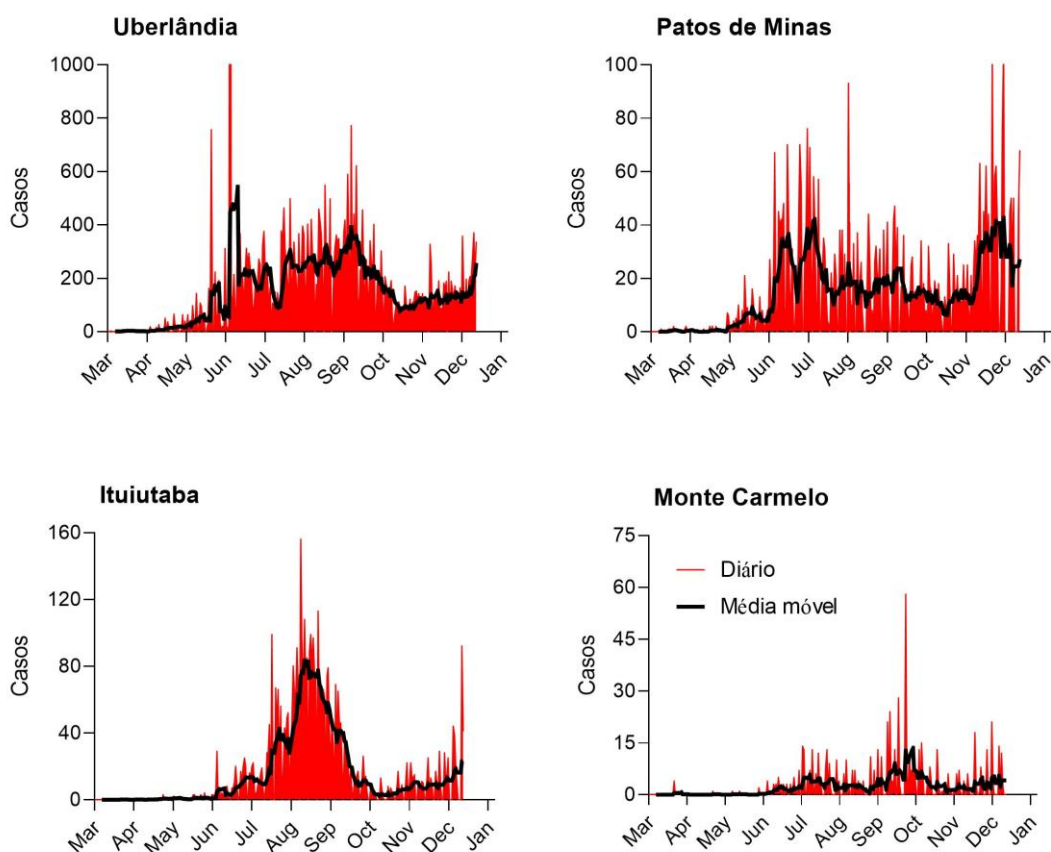 Uberlândia
Casos
1000
800
600
400
200
0
Mar Apr May Jun Jul Aug Sep Oct Nov Dec Jan
Patos de Minas
Casos
100
80
60
40
20
0
Mar Apr May Jun Jul Aug Sep Oct Nov Dec Jan
Ituiutaba
Casos
160
120
80
40
0
Mar Apr May Jun Jul Aug Sep Oct Nov Dec Jan
Monte Carmelo
Casos
75
60
45
30
15
0
Diário
Média móvel
Mar Apr May Jun Jul Aug Sep Oct Nov Dec Jan